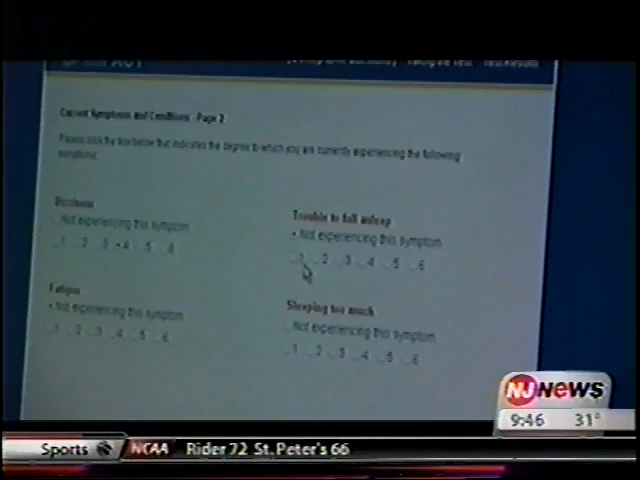 Current Symptoms and Conditions - Page 2
Please click the box below that indicates the degree to which you are currently experiencing the following
symptoms
Dizziness
Not experiencing this symptom
1 2 3 4 5 6
Trouble to fall asleep
Not experiencing this symptom
1 2 3 4 5 6
Fatigue
Not experiencing this symptom
1 2 3 4 5 6
Sleeping too much
Not experiencing this symptom
1 2 3 4 5 6
NJ NEWS
9:46 31°
Sports NCAA Rider 72 St. Peter's 66